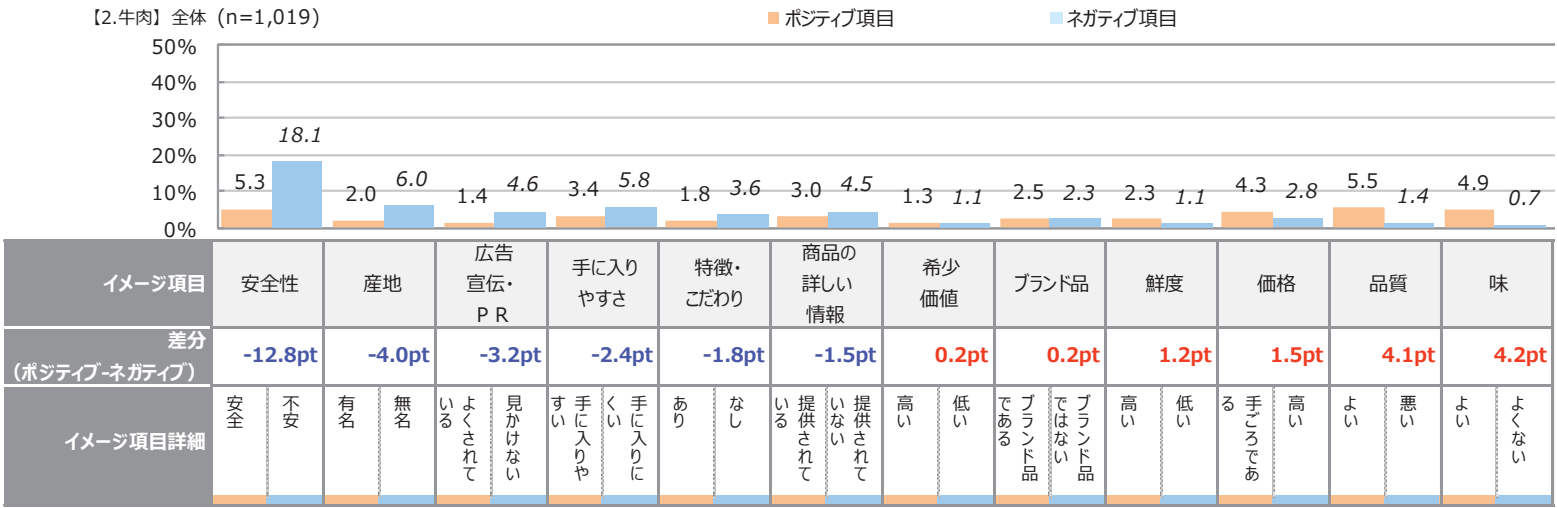 【2.牛肉】全体 (n=1,019)
ポジティブ項目
ネガティブ項目
50%
40%
30%
20%
10%
0%
5.3
18.1
2.0
6.0
1.4
4.6
3.4
5.8
1.8
3.6
3.0
4.5
1.3
1.1
2.5
2.3
2.3
1.1
4.3
2.8
5.5
1.4
4.9
0.7
イメージ項目
安全性
産地
広告
宣伝・
ＰＲ
手に入り
やすさ
特徴・
こだわり
商品の
詳しい
情報
希少
価値
ブランド品
鮮度
価格
品質
味
差分
(ポジティブ-ネガティブ)
-12.8pt
-4.0pt
-3.2pt
-2.4pt
-1.8pt
-1.5pt
0.2pt
0.2pt
1.2pt
1.5pt
4.1pt
4.2pt
イメージ項目詳細
安全
不安
有名
無名
よくされて
いる
見かけない
手に入りや
すい
手に入りに
くい
あり
なし
提供されて
いる
提供されて
いない
高い
低い
ブランド品
である
ブランド品
ではない
高い
低い
手ごろであ
る
高い
よい
悪い
よい
よくない